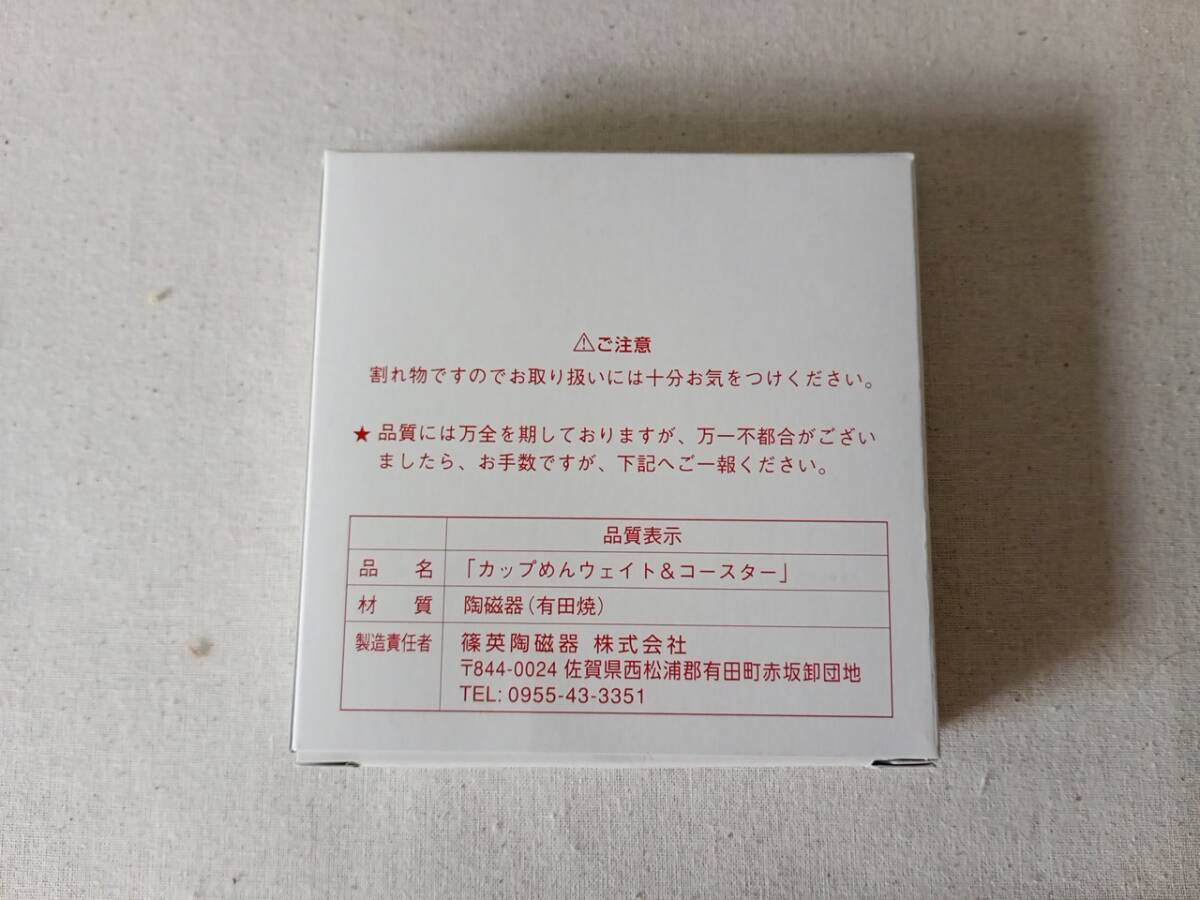 ⚠ご注意
割れ物ですのでお取り扱いには十分お気をつけください。
★ 品質には万全を期しておりますが、万一不都合がござい
ましたら、お手数ですが、下記へご一報ください。
品質表示
品　名 「カップめんウェイト&コースター」
材　質 陶磁器(有田焼)
製造責任者 篠英陶磁器 株式会社
〒844-0024 佐賀県西松浦郡有田町赤坂卸団地
TEL: 0955-43-3351